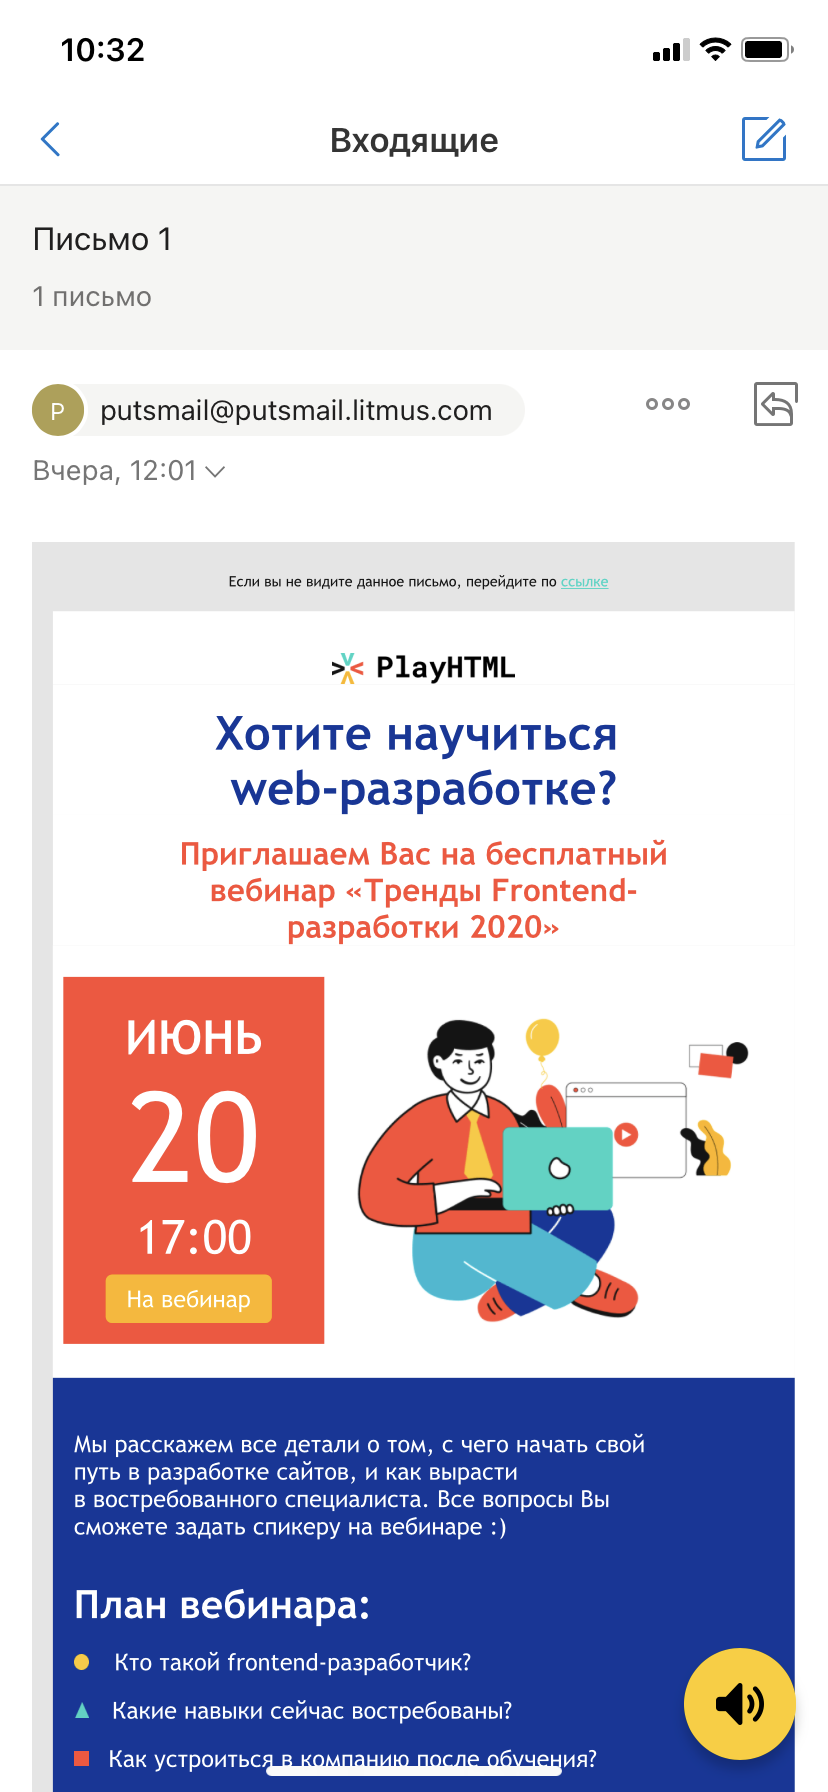 10:32
Входящие
Письмо 1
1 письмо
P
putsmail@putsmail.litmus.com
Вчера, 12:01
Если вы не видите данное письмо, перейдите по ссылке
PlayHTML
Хотите научиться
web-разработке?
Приглашаем Вас на бесплатный
вебинар «Тренды Frontend-
разработки 2020»
ИЮНЬ
20
17:00
На вебинар
Мы расскажем все детали о том, с чего начать свой
путь в разработке сайтов, и как вырасти
в востребованного специалиста. Все вопросы Вы
сможете задать спикеру на вебинаре :)
План вебинара:
Кто такой frontend-разработчик?
Какие навыки сейчас востребованы?
Как устроиться в компанию после обучения?